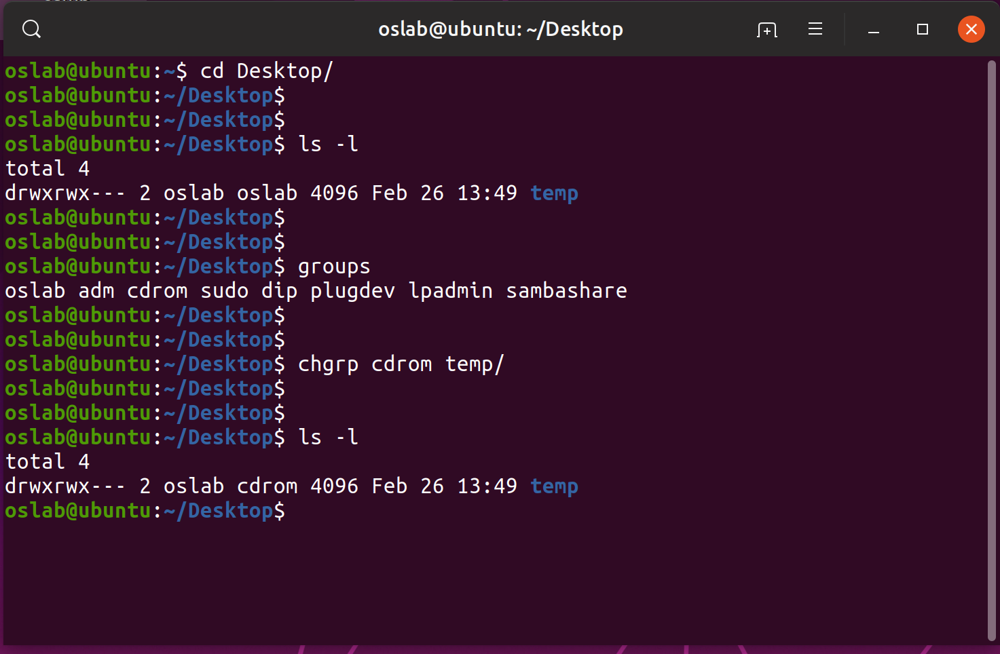 oslab@ubuntu: ~/Desktop
oslab@ubuntu:~$ cd Desktop/
oslab@ubuntu:~/Desktop$
oslab@ubuntu:~/Desktop$
oslab@ubuntu:~/Desktop$ ls -l
total 4
drwxrwx--- 2 oslab oslab 4096 Feb 26 13:49 temp
oslab@ubuntu:~/Desktop$
oslab@ubuntu:~/Desktop$
oslab@ubuntu:~/Desktop$ groups
oslab adm cdrom sudo dip plugdev lpadmin sambashare
oslab@ubuntu:~/Desktop$
oslab@ubuntu:~/Desktop$
oslab@ubuntu:~/Desktop$ chgrp cdrom temp/
oslab@ubuntu:~/Desktop$
oslab@ubuntu:~/Desktop$
oslab@ubuntu:~/Desktop$ ls -l
total 4
drwxrwx--- 2 oslab cdrom 4096 Feb 26 13:49 temp
oslab@ubuntu:~/Desktop$